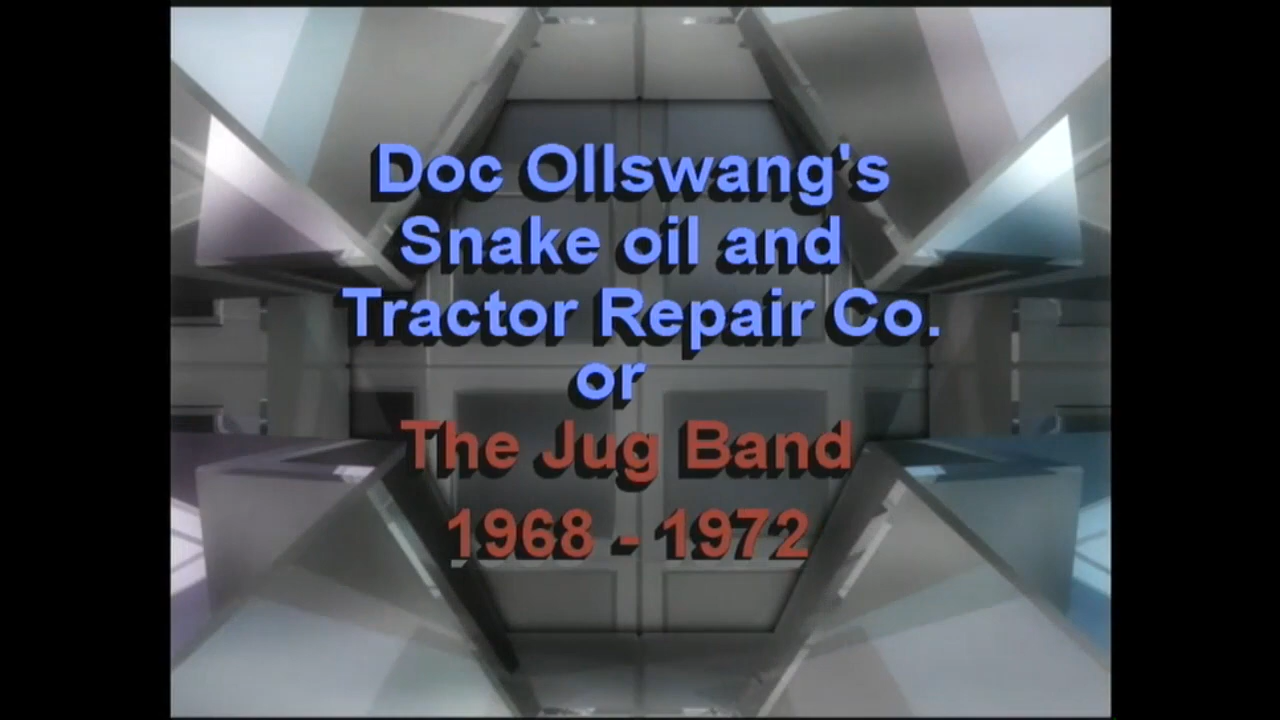 Doc Ollswang's
Snake oil and
Tractor Repair Co.
or
The Jug Band
1968 - 1972